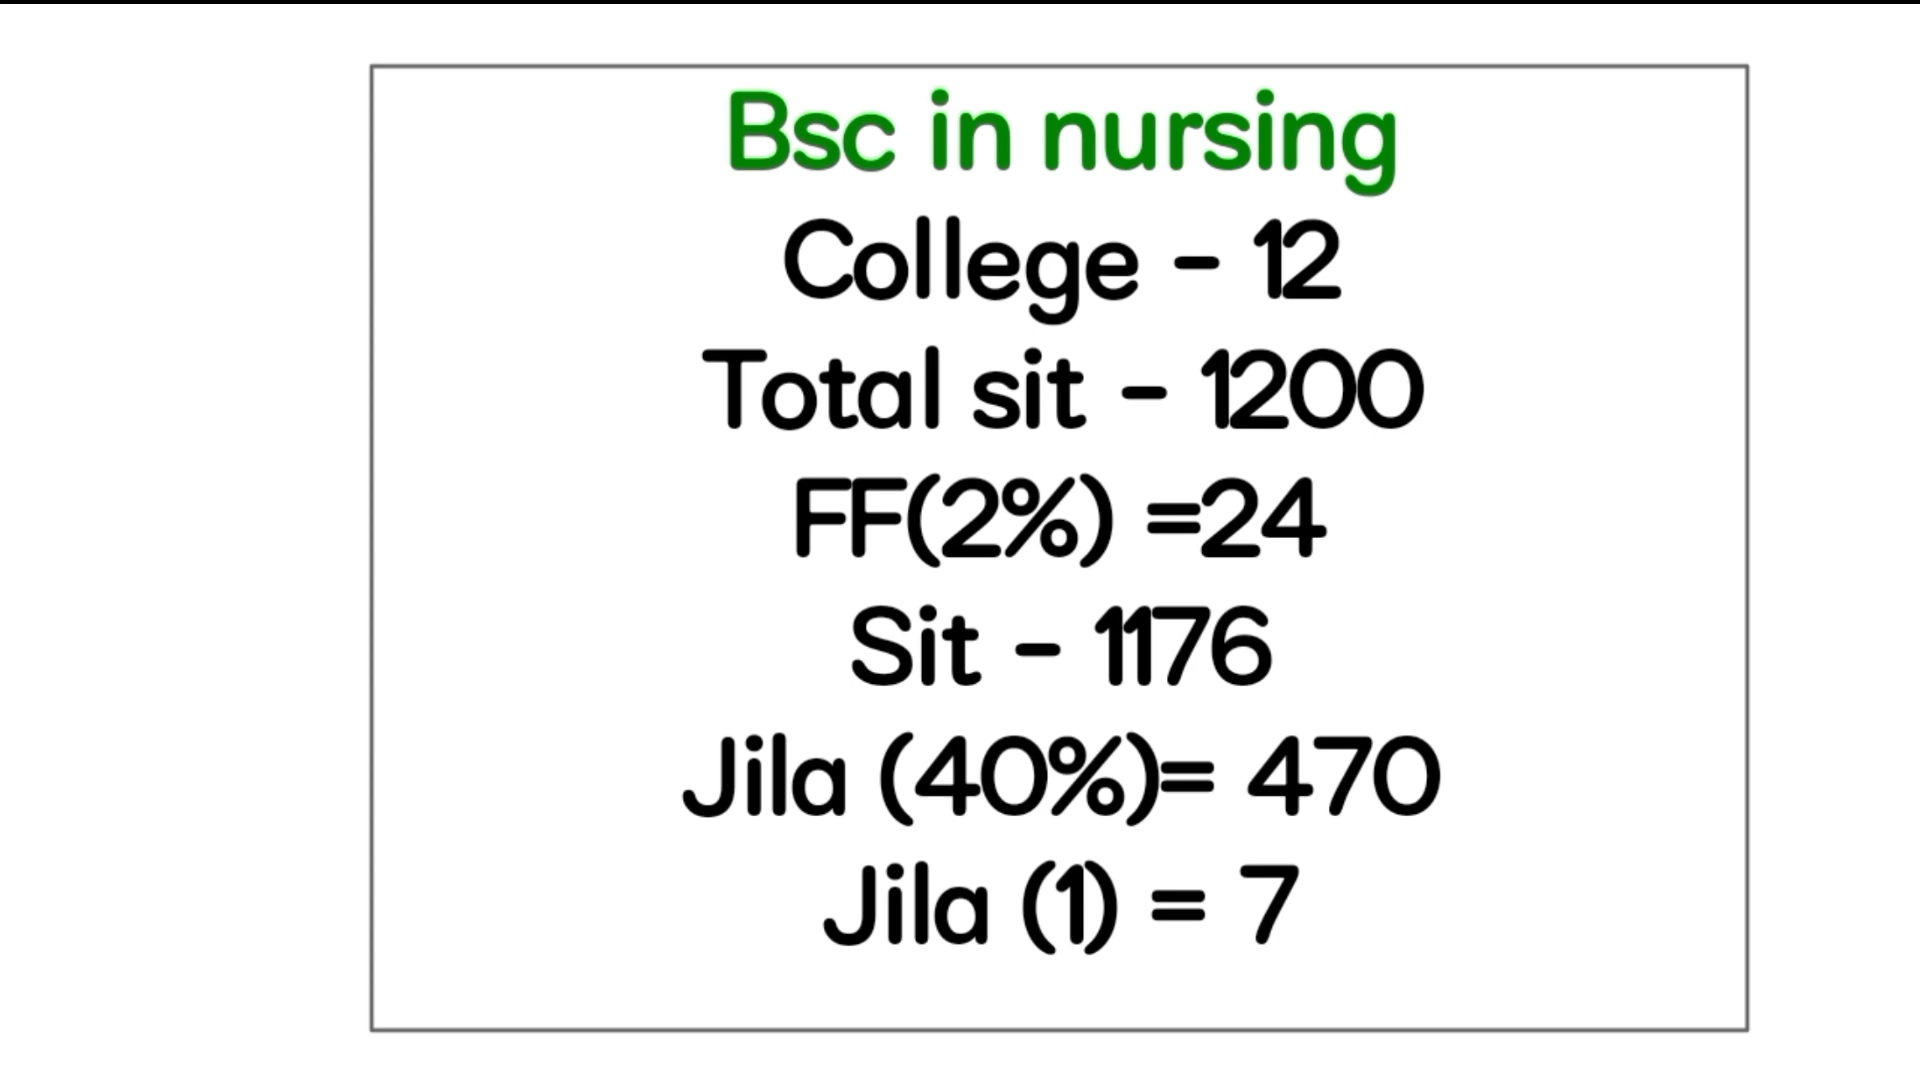 Bsc in nursing
College - 12
Total sit - 1200
FF(2%) =24
Sit - 1176
Jila (40%)= 470
Jila (1) = 7